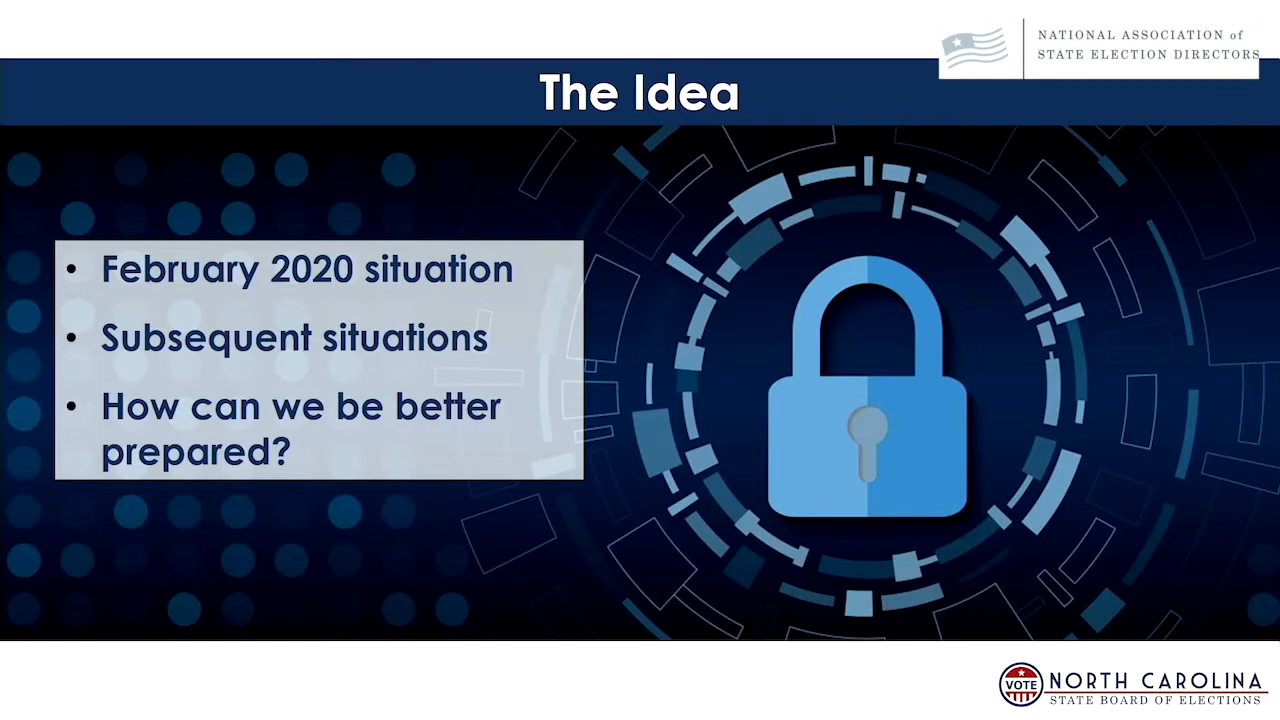 NATIONAL ASSOCIATION of
STATE ELECTION DIRECTORS
The Idea
• February 2020 situation
• Subsequent situations
• How can we be better
prepared?
VOTE
NORTH CAROLINA
STATE BOARD OF ELECTIONS